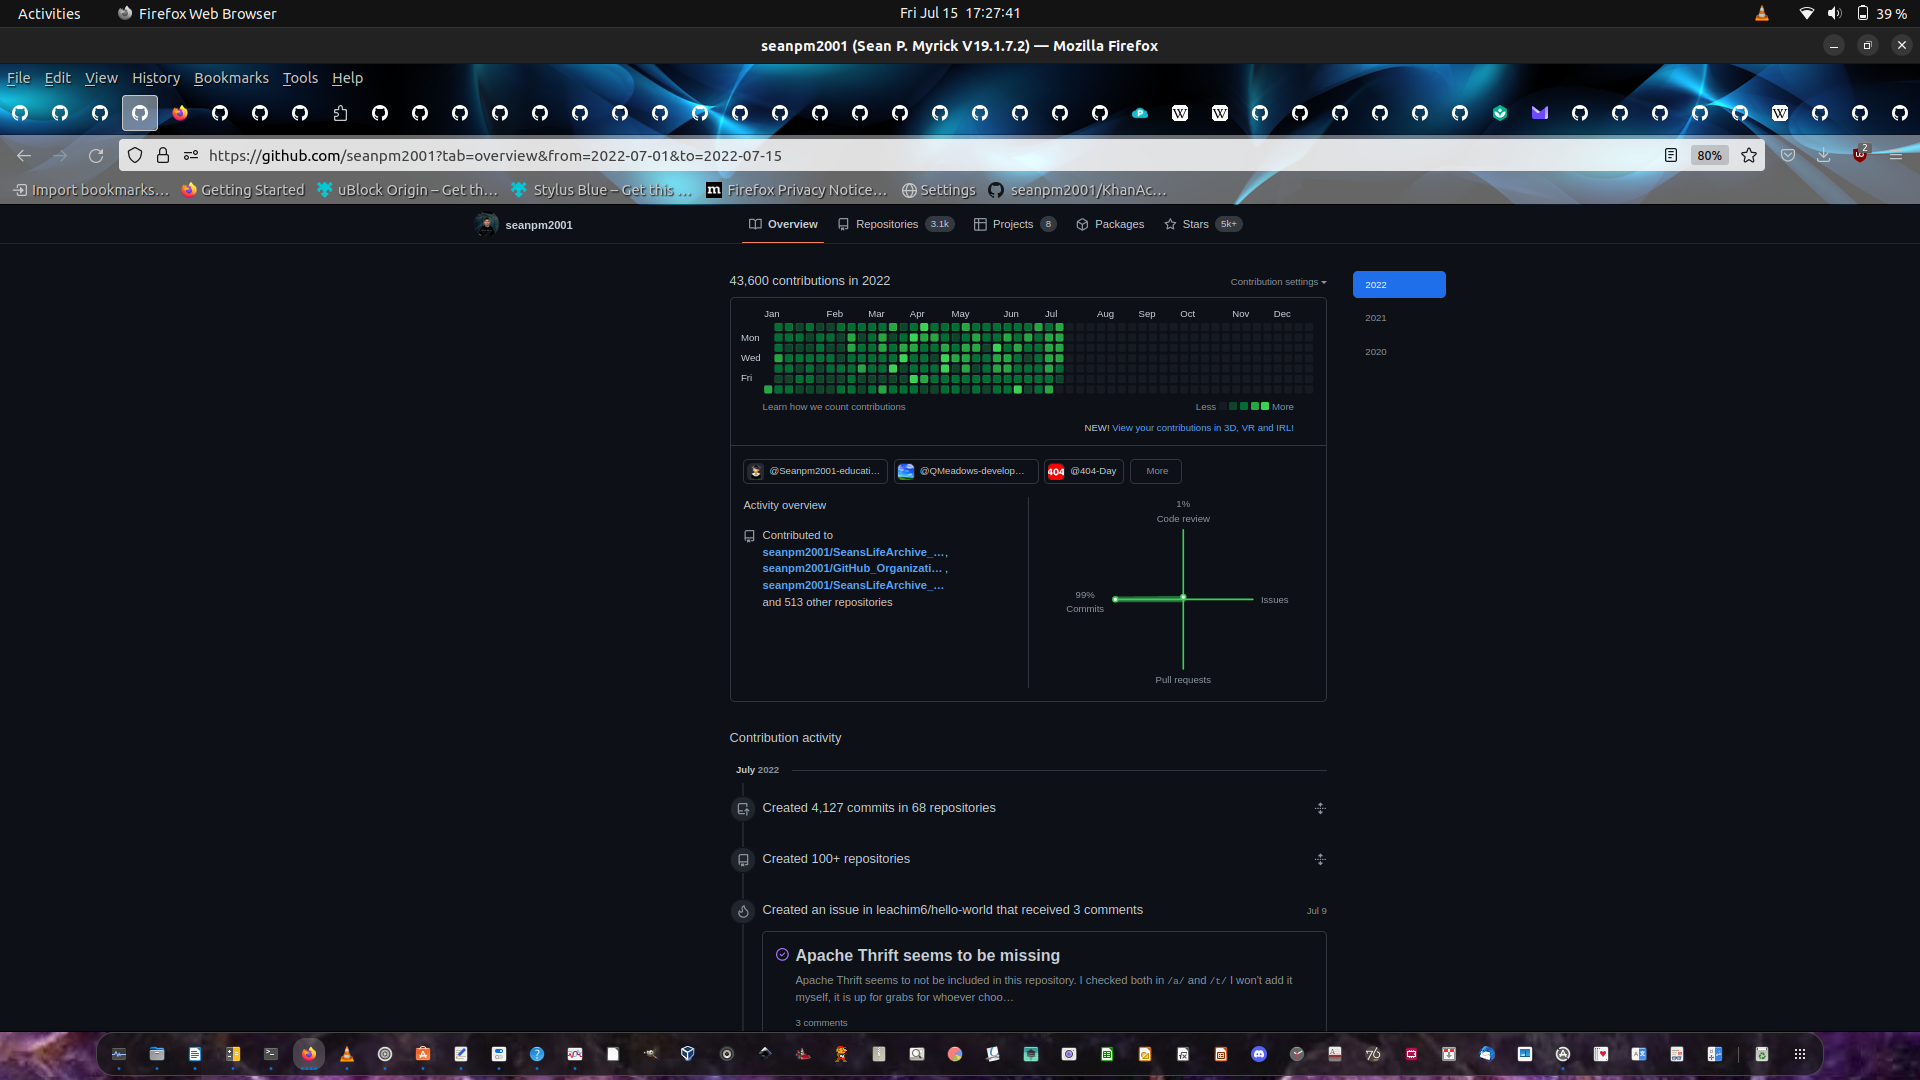 Activities Firefox Web Browser Fri Jul 15 17:27:41 39 %
seanpm2001 (Sean P. Myrick V19.1.7.2) — Mozilla Firefox
File Edit View History Bookmarks Tools Help
https://github.com/seanpm2001?tab=overview&from=2022-07-01&to=2022-07-15 80% 2
Import bookmarks… Getting Started uBlock Origin – Get th… Stylus Blue – Get this … Firefox Privacy Notice… Settings seanpm2001/KhanAc…
seanpm2001 Overview Repositories 3.1k Projects 8 Packages Stars 5k+
43,600 contributions in 2022 Contribution settings
2022
2021
2020
Jan Feb Mar Apr May Jun Jul Aug Sep Oct Nov Dec
Mon
Wed
Fri
Learn how we count contributions Less More
NEW! View your contributions in 3D, VR and IRL!
@Seanpm2001-educati… @QMeadows-develop… 404 @404-Day More
Activity overview
Contributed to
seanpm2001/SeansLifeArchive_…,
seanpm2001/GitHub_Organizati… ,
seanpm2001/SeansLifeArchive_…
and 513 other repositories
1%
Code review
99%
Commits
Issues
Pull requests
Contribution activity
July 2022
Created 4,127 commits in 68 repositories
Created 100+ repositories
Created an issue in leachim6/hello-world that received 3 comments Jul 9
Apache Thrift seems to be missing
Apache Thrift seems to not be included in this repository. I checked both in /a/ and /t/ I won't add it
myself, it is up for grabs for whoever choo…
3 comments